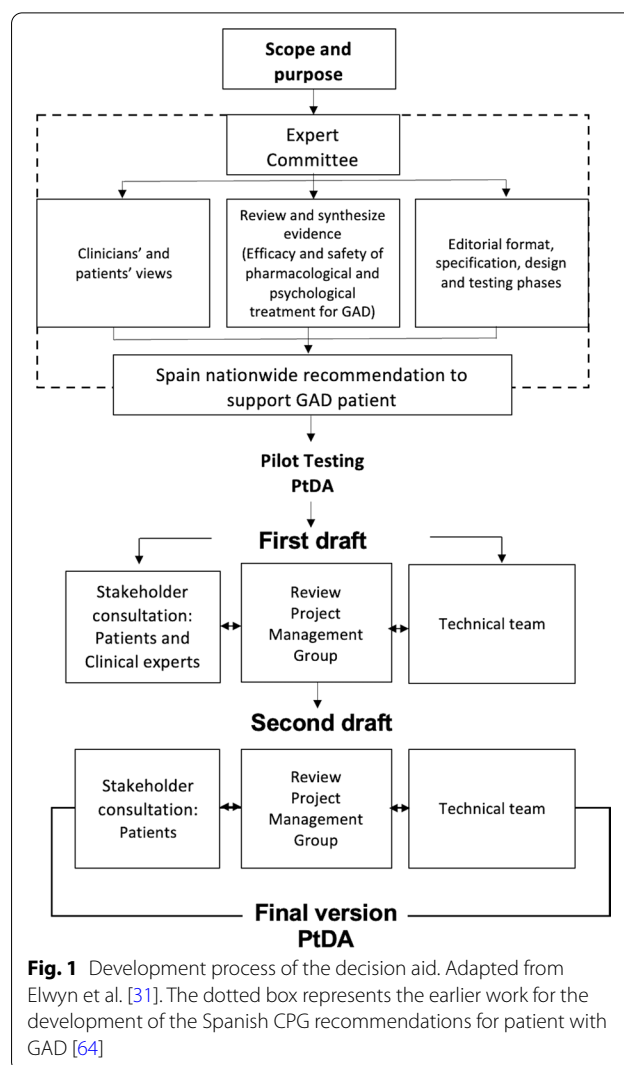 Scope and
purpose
Expert
Committee
Clinicians' and
patients' views
Review and synthesize
evidence
(Efficacy and safety of
pharmacological and
psychological
treatment for GAD)
Editorial format,
specification, design
and testing phases
Spain nationwide recommendation to
support GAD patient
Pilot Testing
PtDA
First draft
Stakeholder
consultation:
Patients and
Clinical experts
Review
Project
Management
Group
Technical team
Second draft
Stakeholder
consultation:
Patients
Review
Project
Management
Group
Technical team
Final version
PtDA
Fig. 1 Development process of the decision aid. Adapted from
Elwyn et al. [31]. The dotted box represents the earlier work for the
development of the Spanish CPG recommendations for patient with
GAD [64]